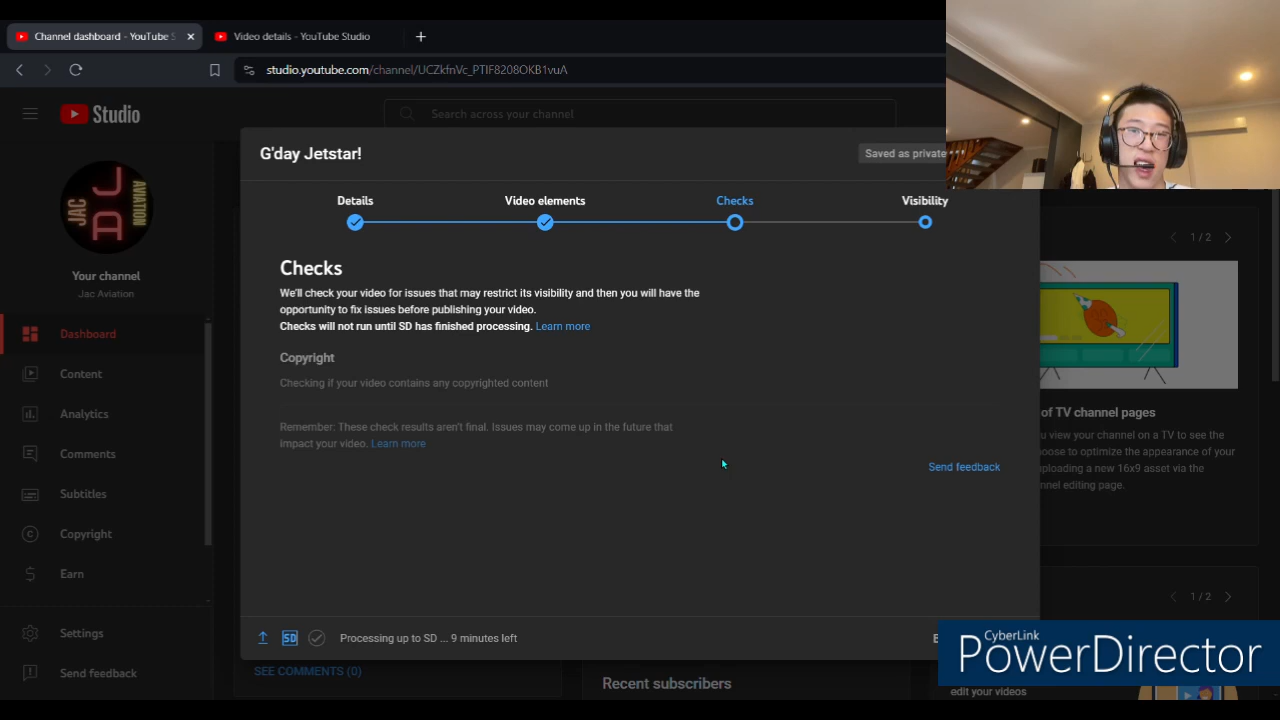 Channel dashboard - YouTube S
Video details - YouTube Studio
studio.youtube.com/channel/UCZkfnVc_PTIF8208OKB1vuA
Studio
Search across your channel
G'day Jetstar!
Saved as private
JAC
JA
AVIATION
Details
Video elements
Checks
Visibility
Your channel
Jac Aviation
1 / 2
Checks
We'll check your video for issues that may restrict its visibility and then you will have the
opportunity to fix issues before publishing your video.
Checks will not run until SD has finished processing. Learn more
Copyright
Checking if your video contains any copyrighted content
Remember: These check results aren't final. Issues may come up in the future that
impact your video. Learn more
Send feedback
Dashboard
Content
Analytics
Comments
Subtitles
Copyright
Earn
Settings
Send feedback
of TV channel pages
view your channel on a TV to see the
hoose to optimize the appearance of your
uploading a new 16x9 asset via the
nnel editing page.
1 / 2
SD
Processing up to SD ... 9 minutes left
SEE COMMENTS (0)
Recent subscribers
CyberLink
PowerDirector
edit your videos